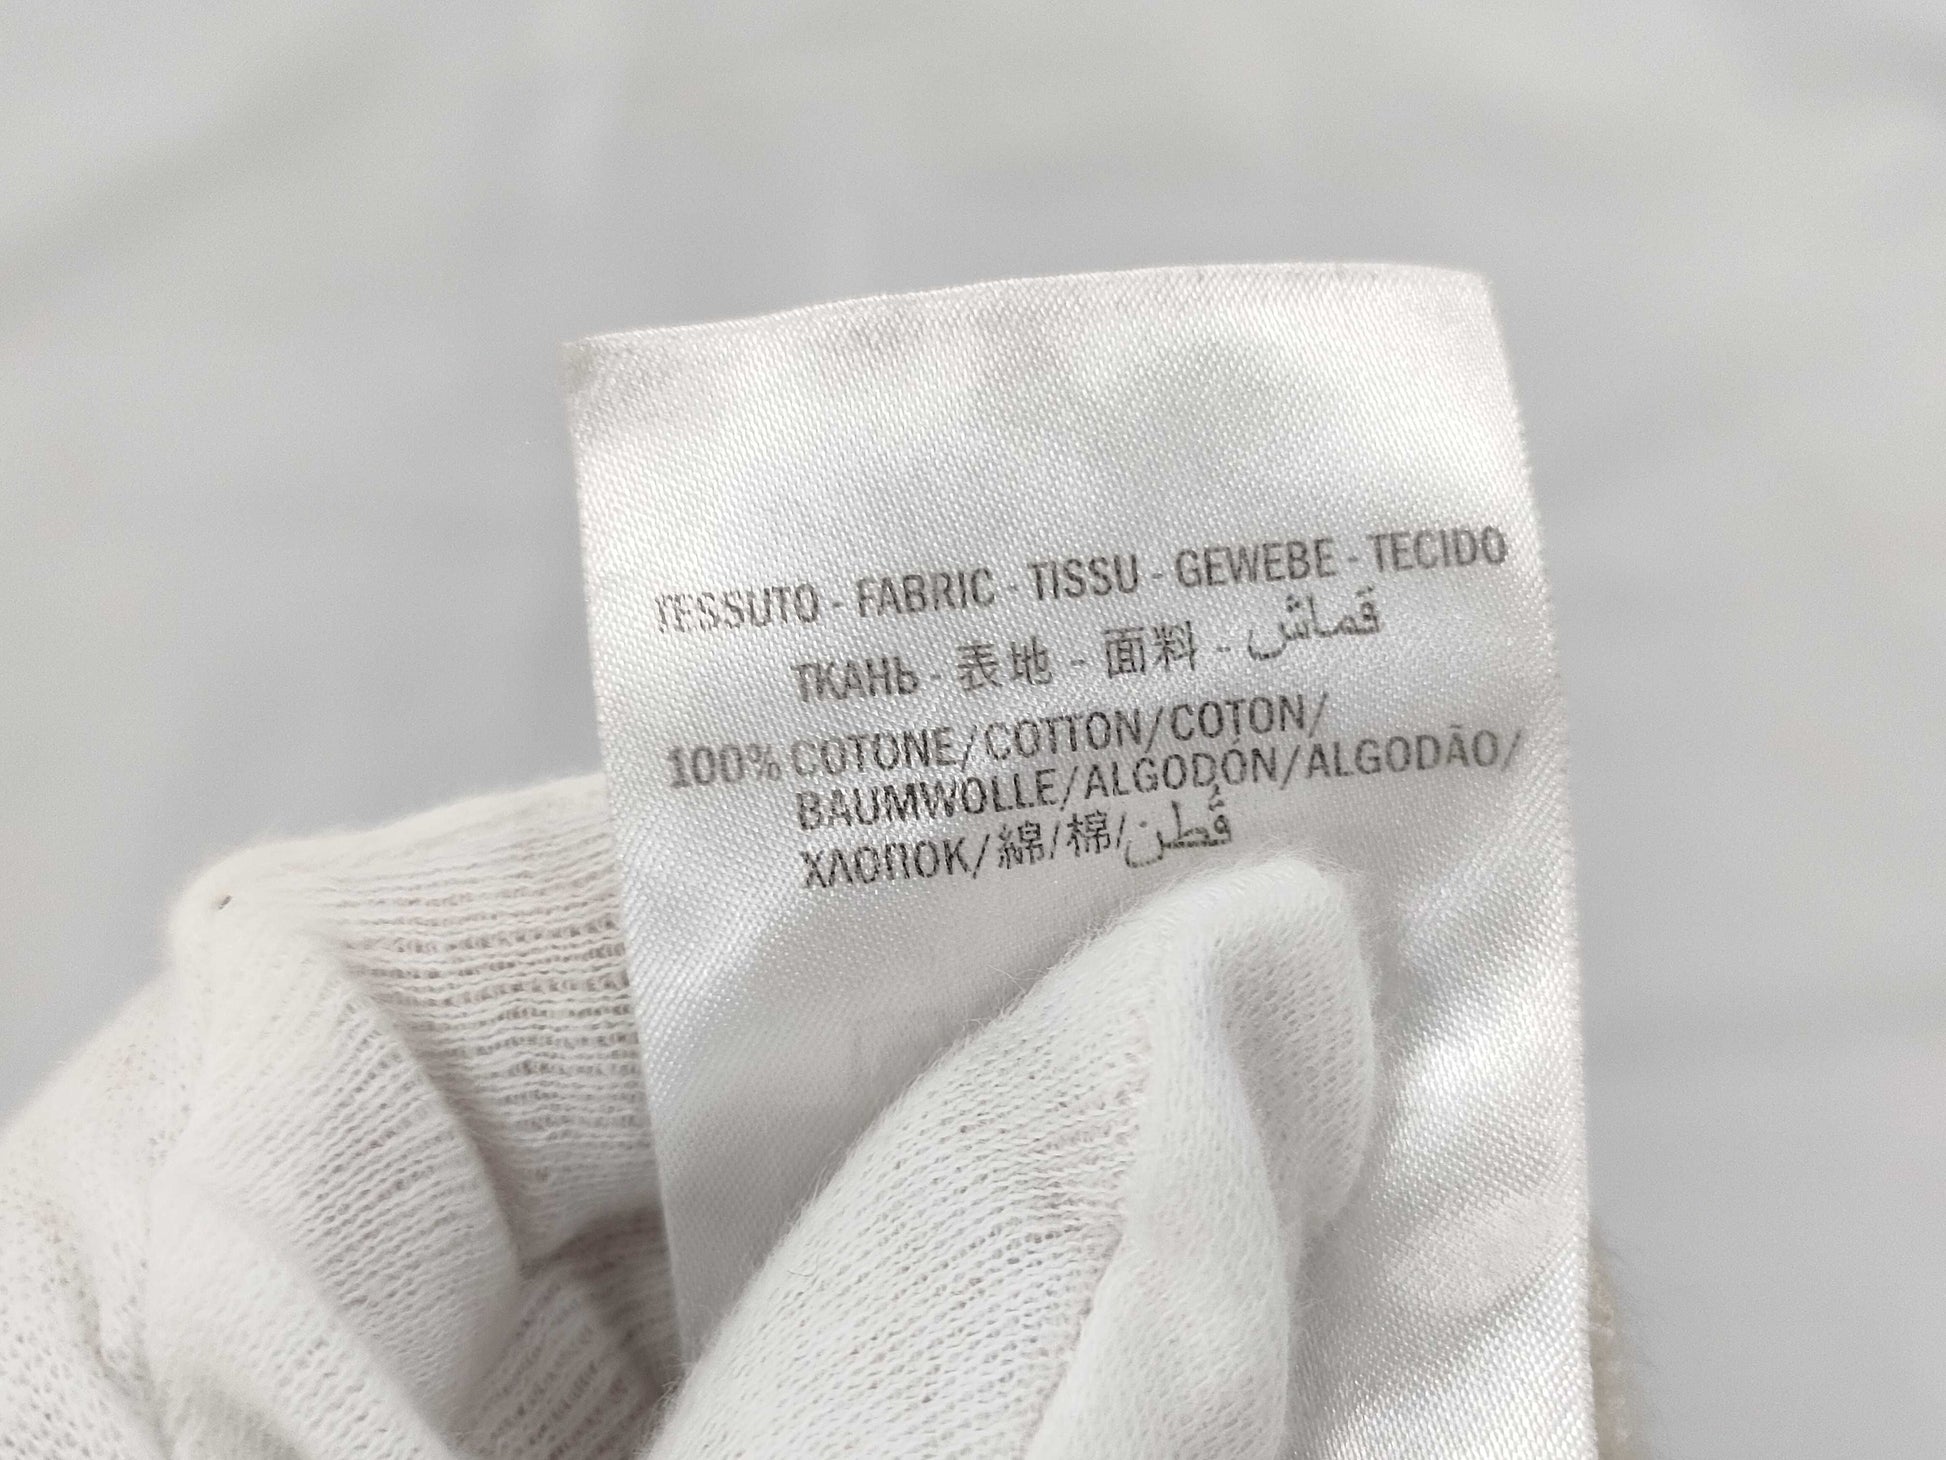 TESSUTO - FABRIC - TISSU - GEWEBE - TECIDO
ТКАНЬ - 表地 - 面料 - قماش
100% COTONE/COTTON/COTON/
BAUMWOLLE/ALGODÓN/ALGODÃO/
ХЛОПОК/綿/棉/قُطن